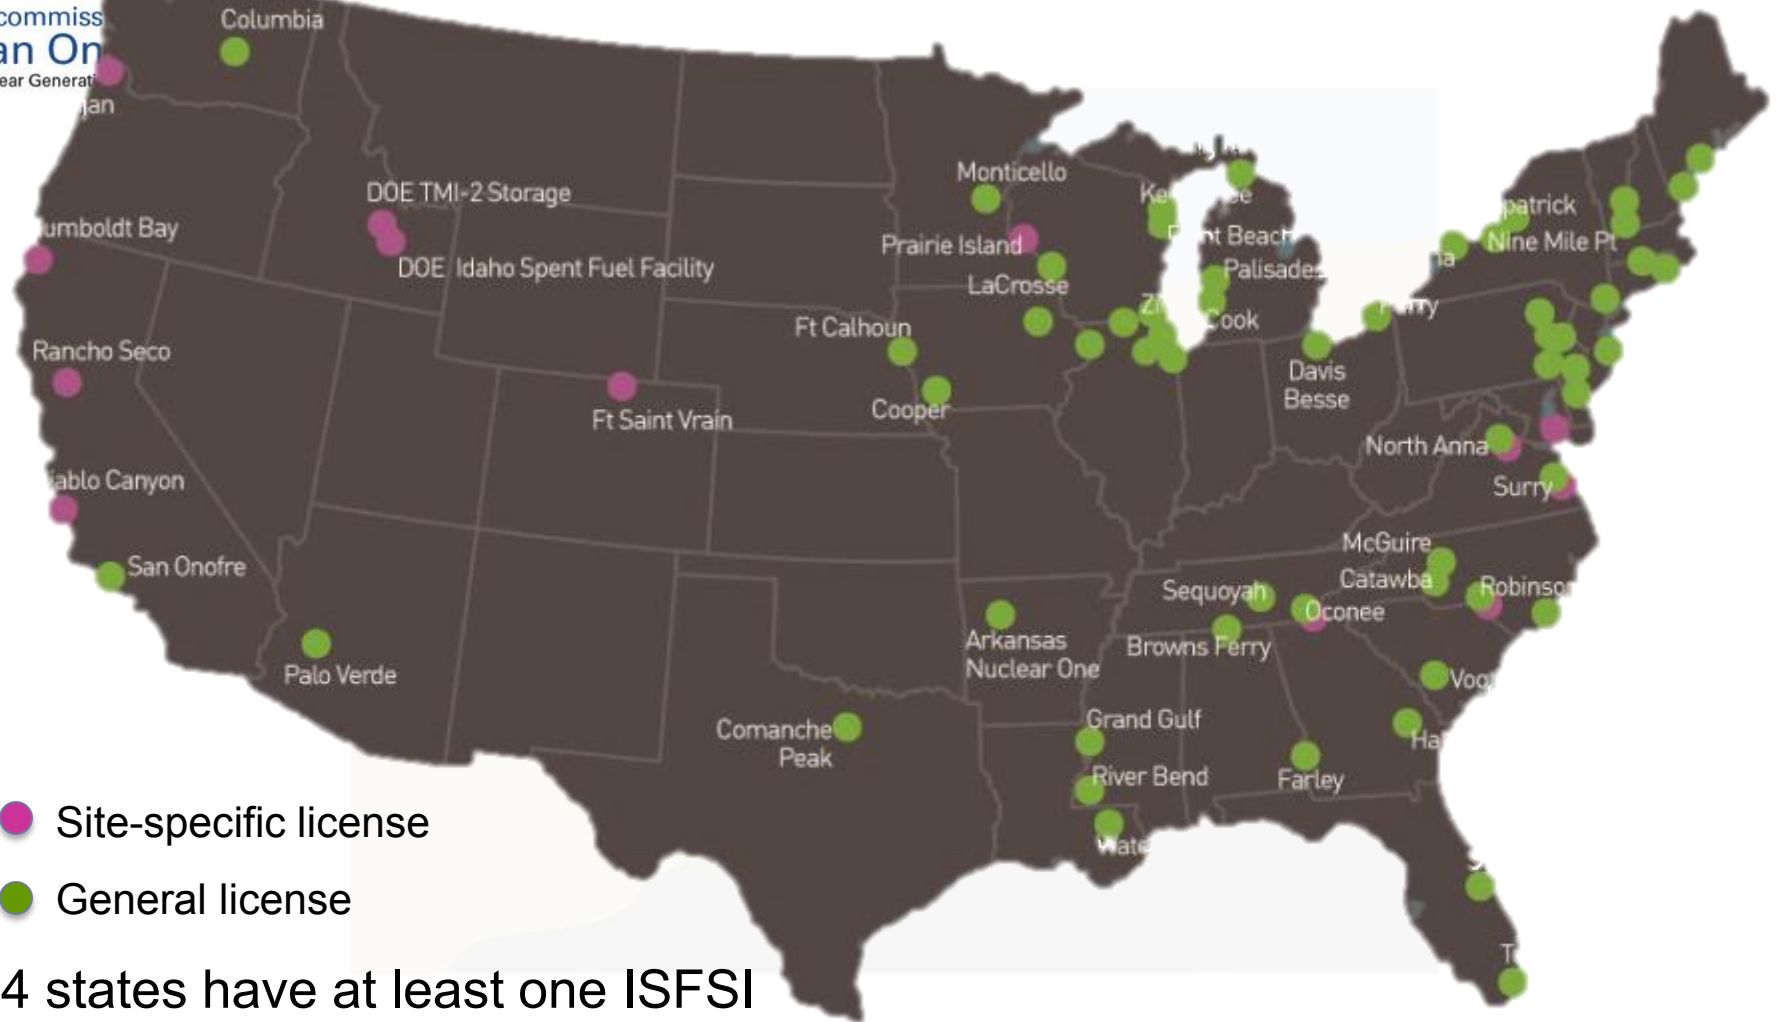 commiss
an On
ear Generati
Columbia
jan
DOE TMI-2 Storage
umboldt Bay
DOE Idaho Spent Fuel Facility
Monticello
Prairie Island
LaCrosse
Palisades
Cook
patrick
Nine Mile Pt
Rancho Seco
Ft Calhoun
Ft Saint Vrain
Cooper
Davis
Besse
North Anna
Surry
ablo Canyon
San Onofre
McGuire
Catawba
Sequoyah
Robinson
Oconee
Browns Ferry
Arkansas
Nuclear One
Palo Verde
Comanche
Peak
Grand Gulf
River Bend
Farley
Site-specific license
General license
4 states have at least one ISFSI